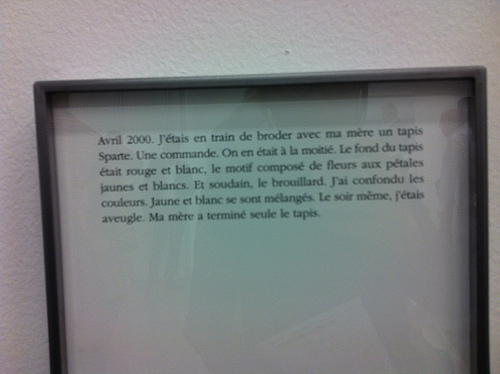 Avril 2000. J'étais en train de broder avec ma mère un tapis
Sparte. Une commande. On en était à la moitié. Le fond du tapis
était rouge et blanc, le motif composé de fleurs aux pétales
jaunes et blancs. Et soudain, le brouillard. J'ai confondu les
couleurs. Jaune et blanc se sont mélangés. Le soir même, j'étais
aveugle. Ma mère a terminé seule le tapis.